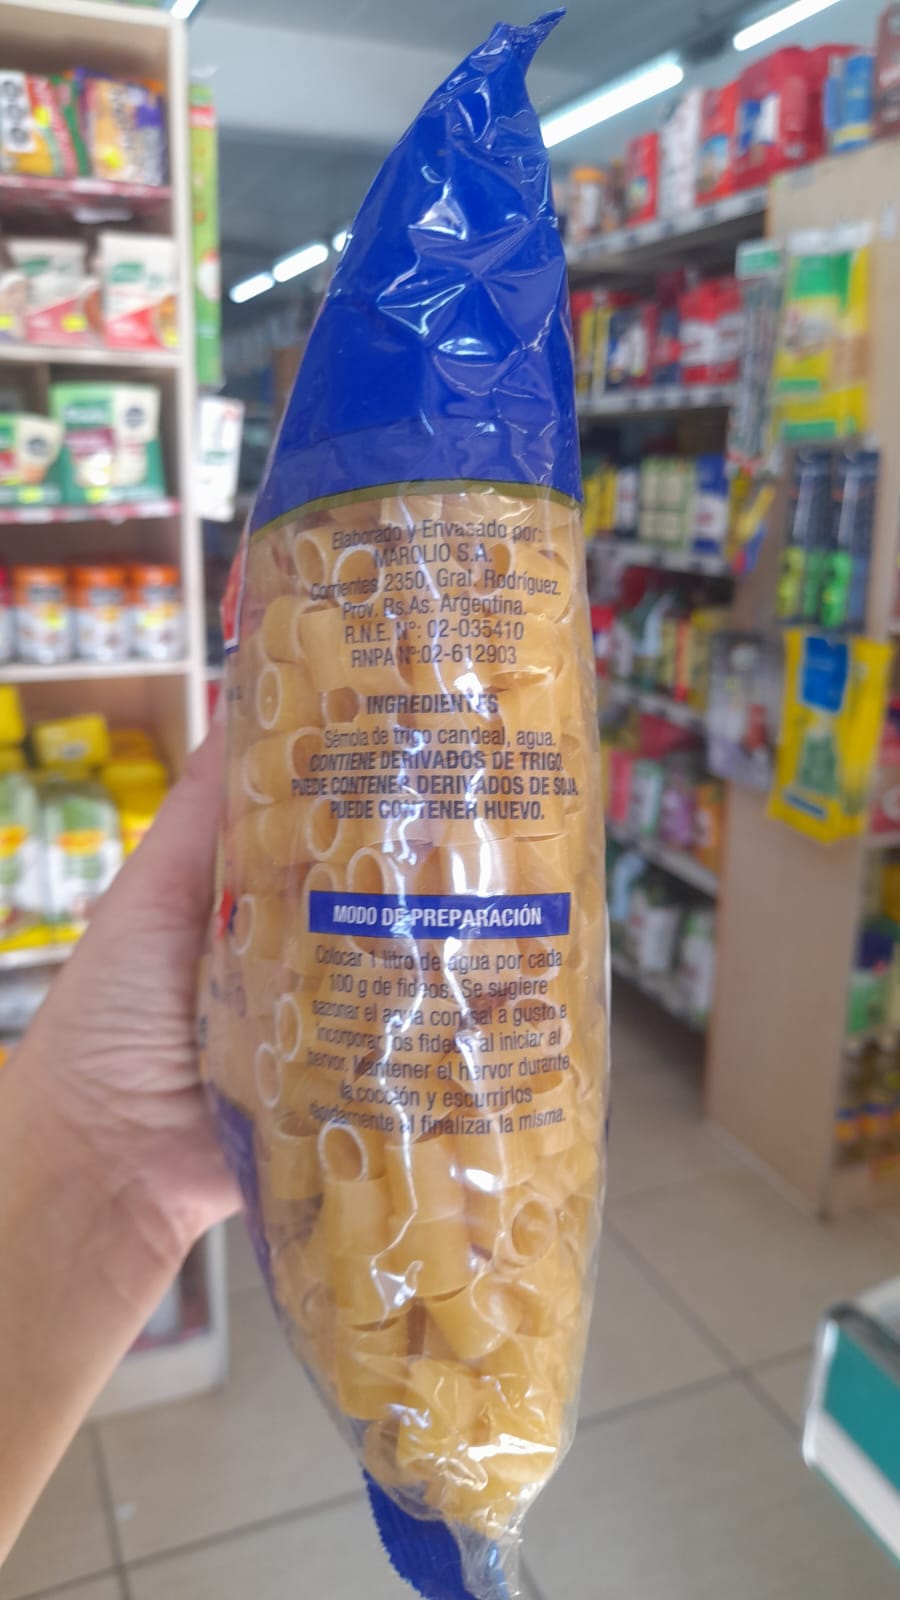 Elaborado y Envasado por:
MAROLIO S.A.
Corrientes 2350, Gral. Rodríguez,
Prov. Bs.As. Argentina.
R.N.E. N°: 02-035410
RNPA N°:02-612903
INGREDIENTES
Sémola de trigo candeal, agua.
CONTIENE DERIVADOS DE TRIGO.
PUEDE CONTENER DERIVADOS DE SOJA.
PUEDE CONTENER HUEVO.
MODO DE PREPARACIÓN
Colocar 1 litro de agua por cada
100 g de fideos. Se sugiere
sazonar el agua con sal a gusto e
incorporar los fideos al iniciar el
hervor. Mantener el hervor durante
la cocción y escurrirlos
rápidamente al finalizar la misma.